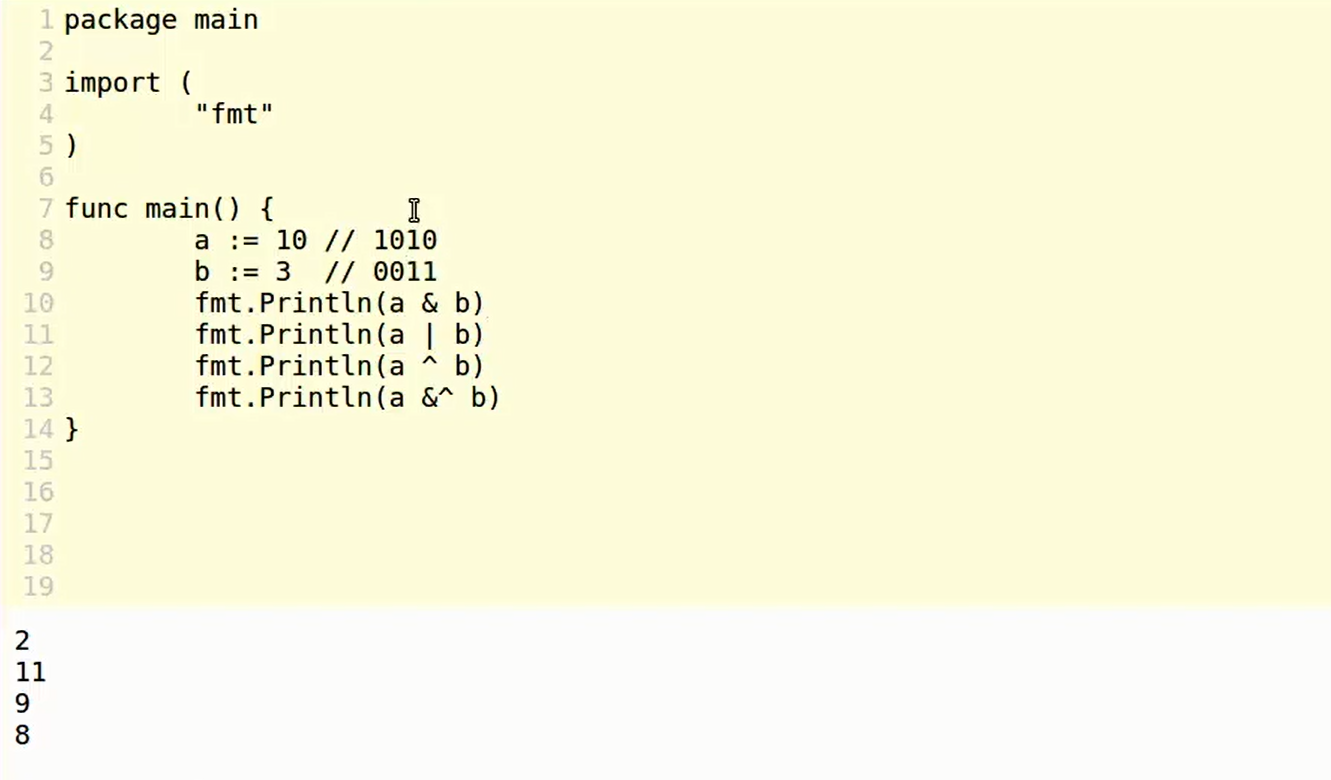 1 package main
2
3 import (
4         "fmt"
5 )
6
7 func main() {
8         a := 10 // 1010
9         b := 3  // 0011
10         fmt.Println(a & b)
11         fmt.Println(a | b)
12         fmt.Println(a ^ b)
13         fmt.Println(a &^ b)
14 }
15
16
17
18
19
2
11
9
8